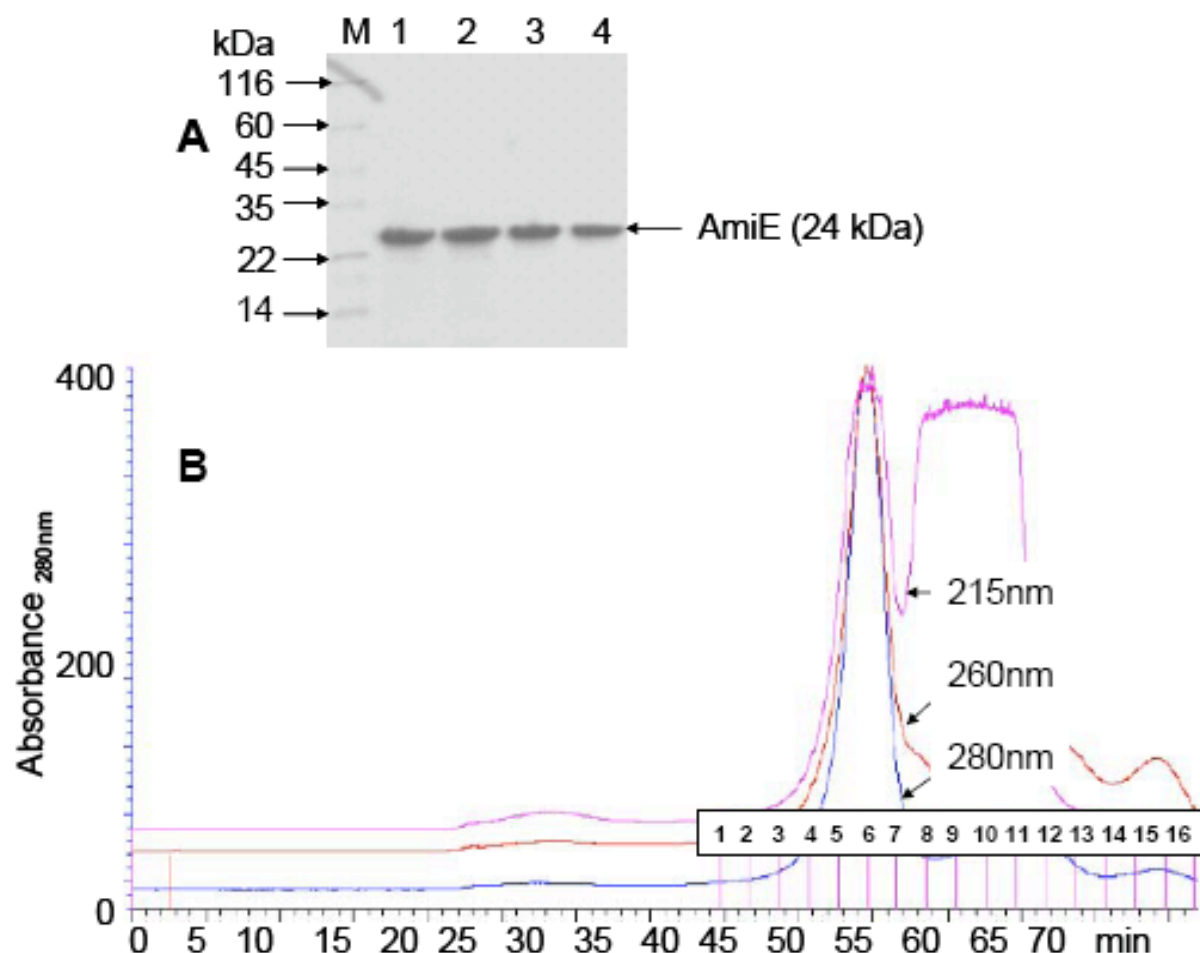 M 1 2 3 4
kDa
116
60
A
45
35
AmiE (24 kDa)
22
14
400
B
Absorbance 280nm
215nm
200
260nm
280nm
1 2 3 4 5 6 7 8 9 10 11 12 13 14 15 16
0
0 5 10 15 20 25 30 35 40 45 50 55 60 65 70 min